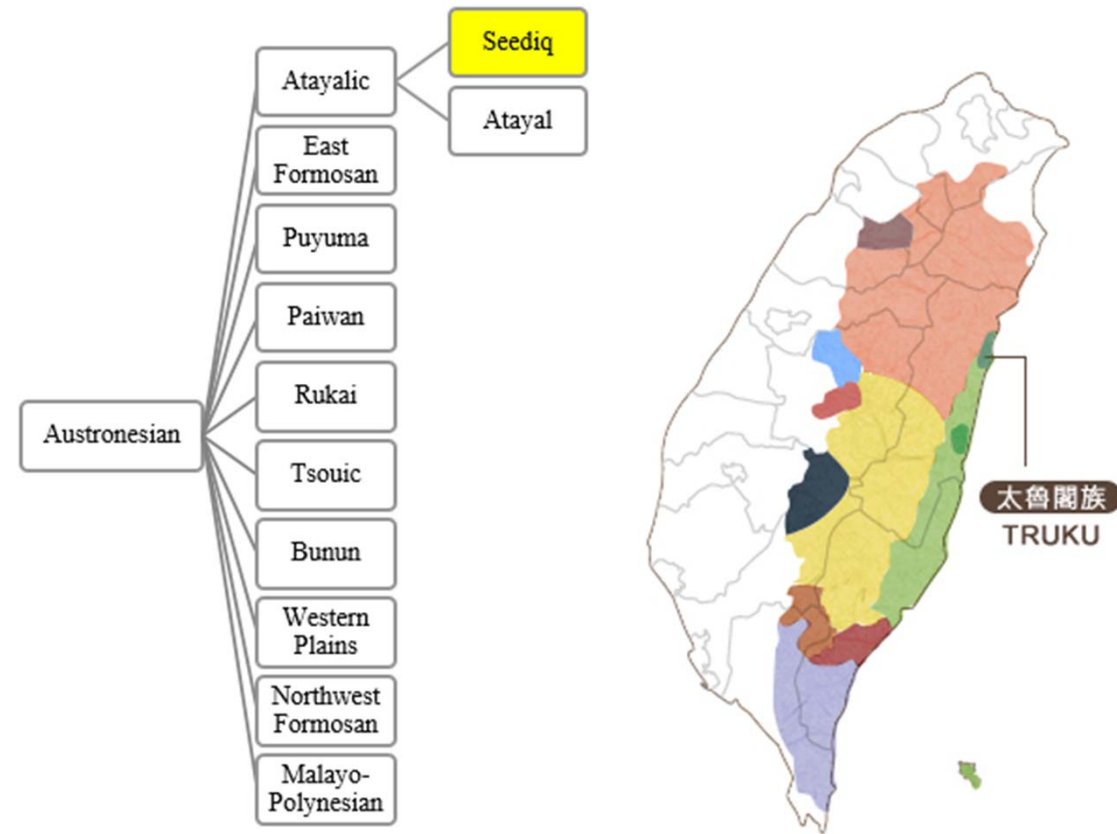 Seediq
Atayalic
Atayal
East
Formosan
Puyuma
Paiwan
Rukai
Austronesian
Tsouic
Bunun
Western
Plains
Northwest
Formosan
Malayo-
Polynesian
太魯閣族
TRUKU